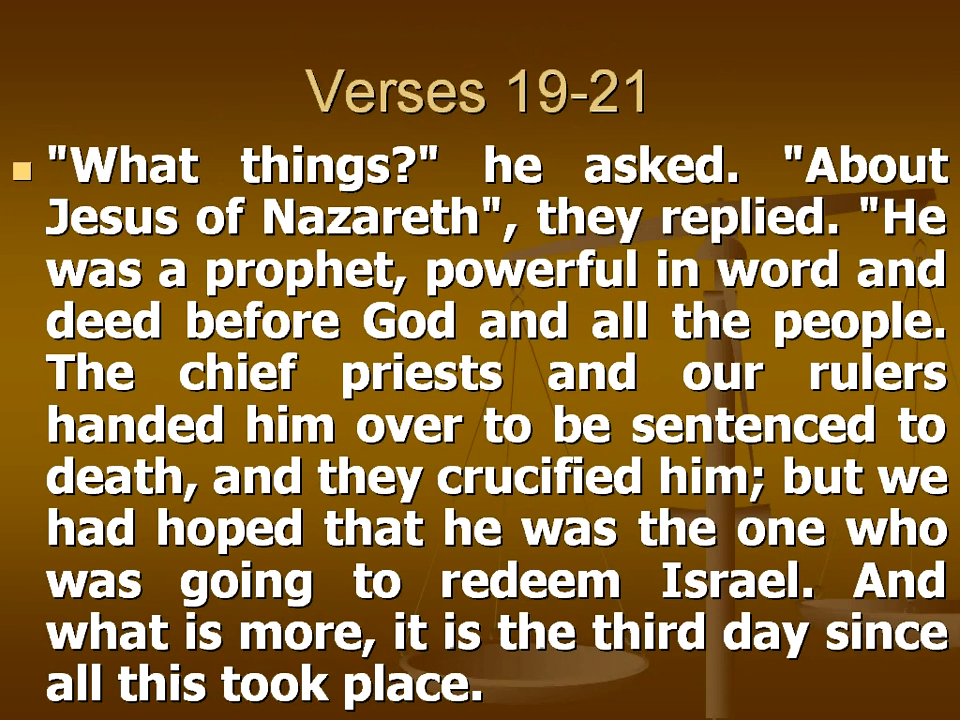 Verses 19-21
"What things?" he asked. "About
Jesus of Nazareth", they replied. "He
was a prophet, powerful in word and
deed before God and all the people.
The chief priests and our rulers
handed him over to be sentenced to
death, and they crucified him; but we
had hoped that he was the one who
was going to redeem Israel. And
what is more, it is the third day since
all this took place.